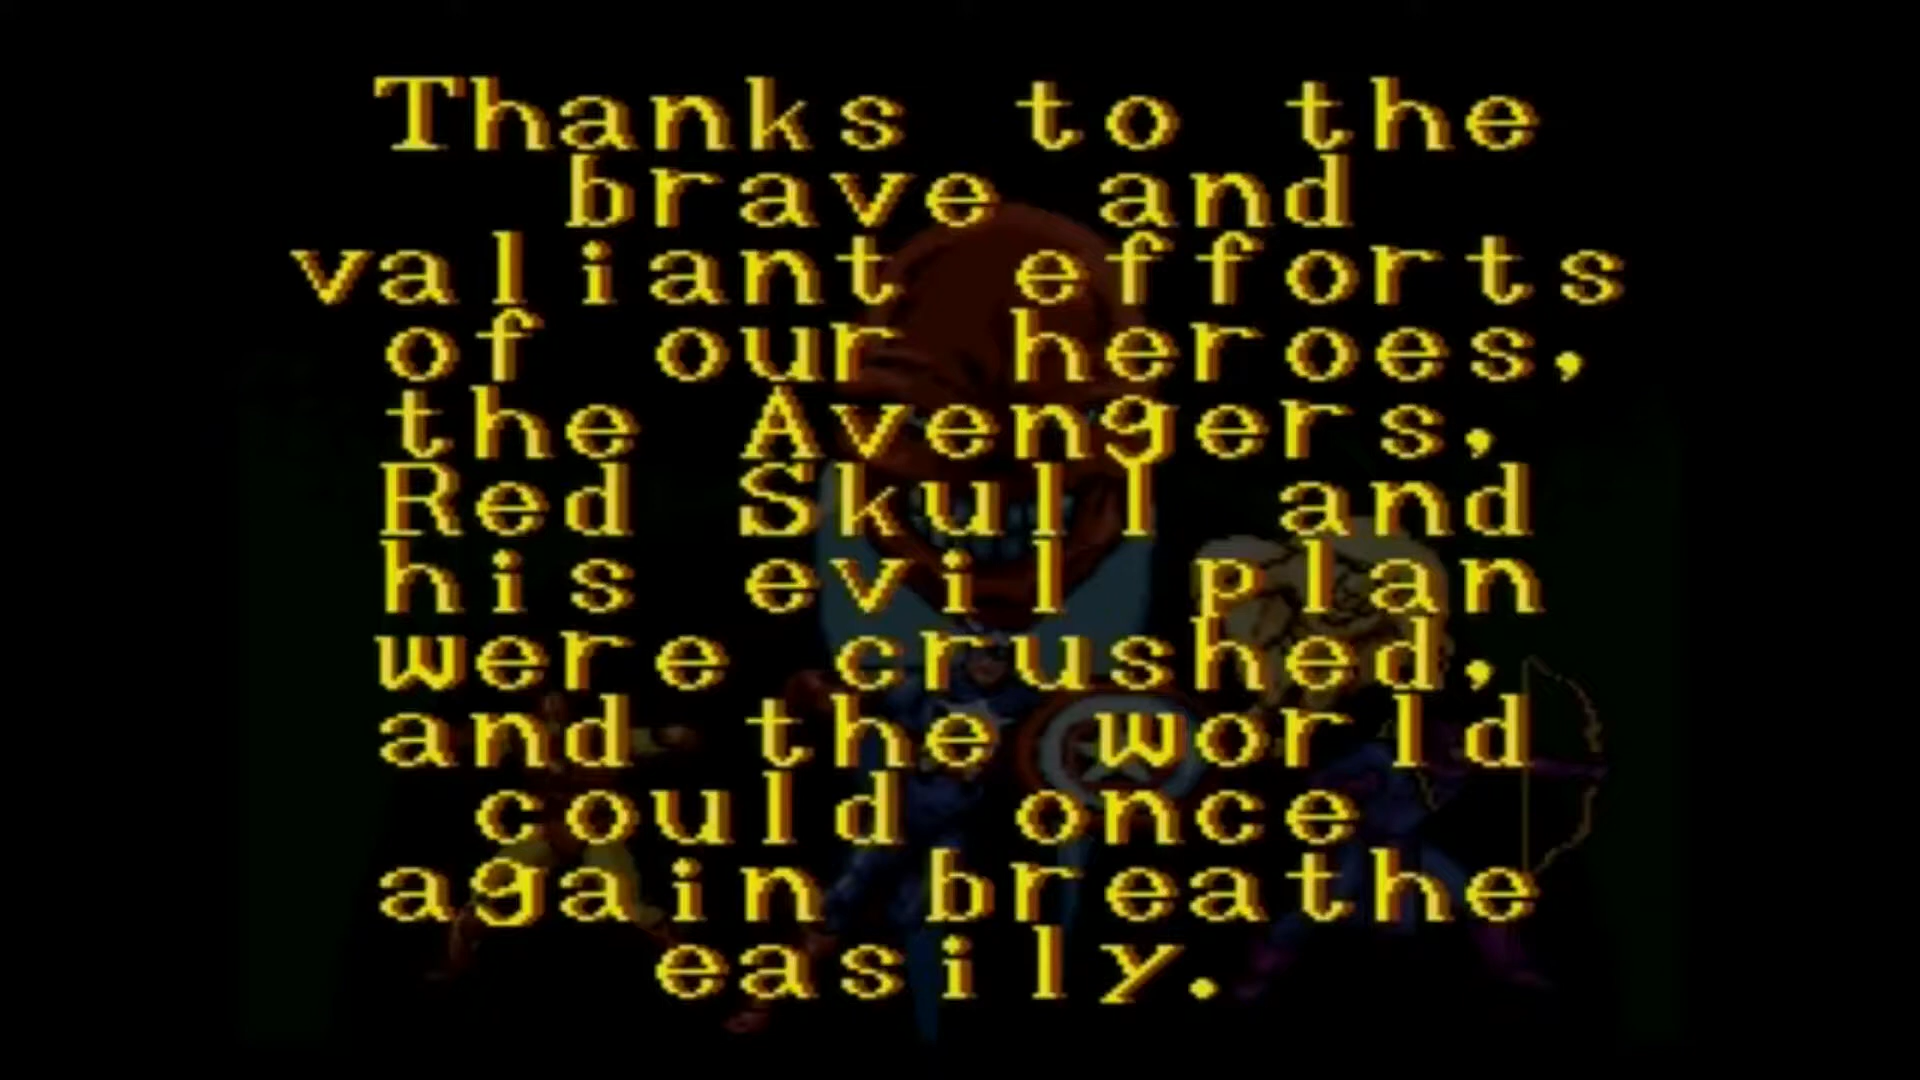 Thanks to the
brave and
valiant efforts
of our heroes,
the Avengers,
Red Skull and
his evil plan
were crushed,
and the world
could once
again breathe
easily.